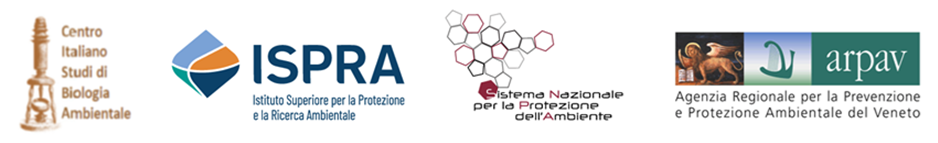 Centro
Italiano
Studi di
Biologia
Ambientale
ISPRA
Istituto Superiore per la Protezione
e la Ricerca Ambientale
Sistema Nazionale
per la Protezione
dell'Ambiente
arpav
Agenzia Regionale per la Prevenzione
e Protezione Ambientale del Veneto